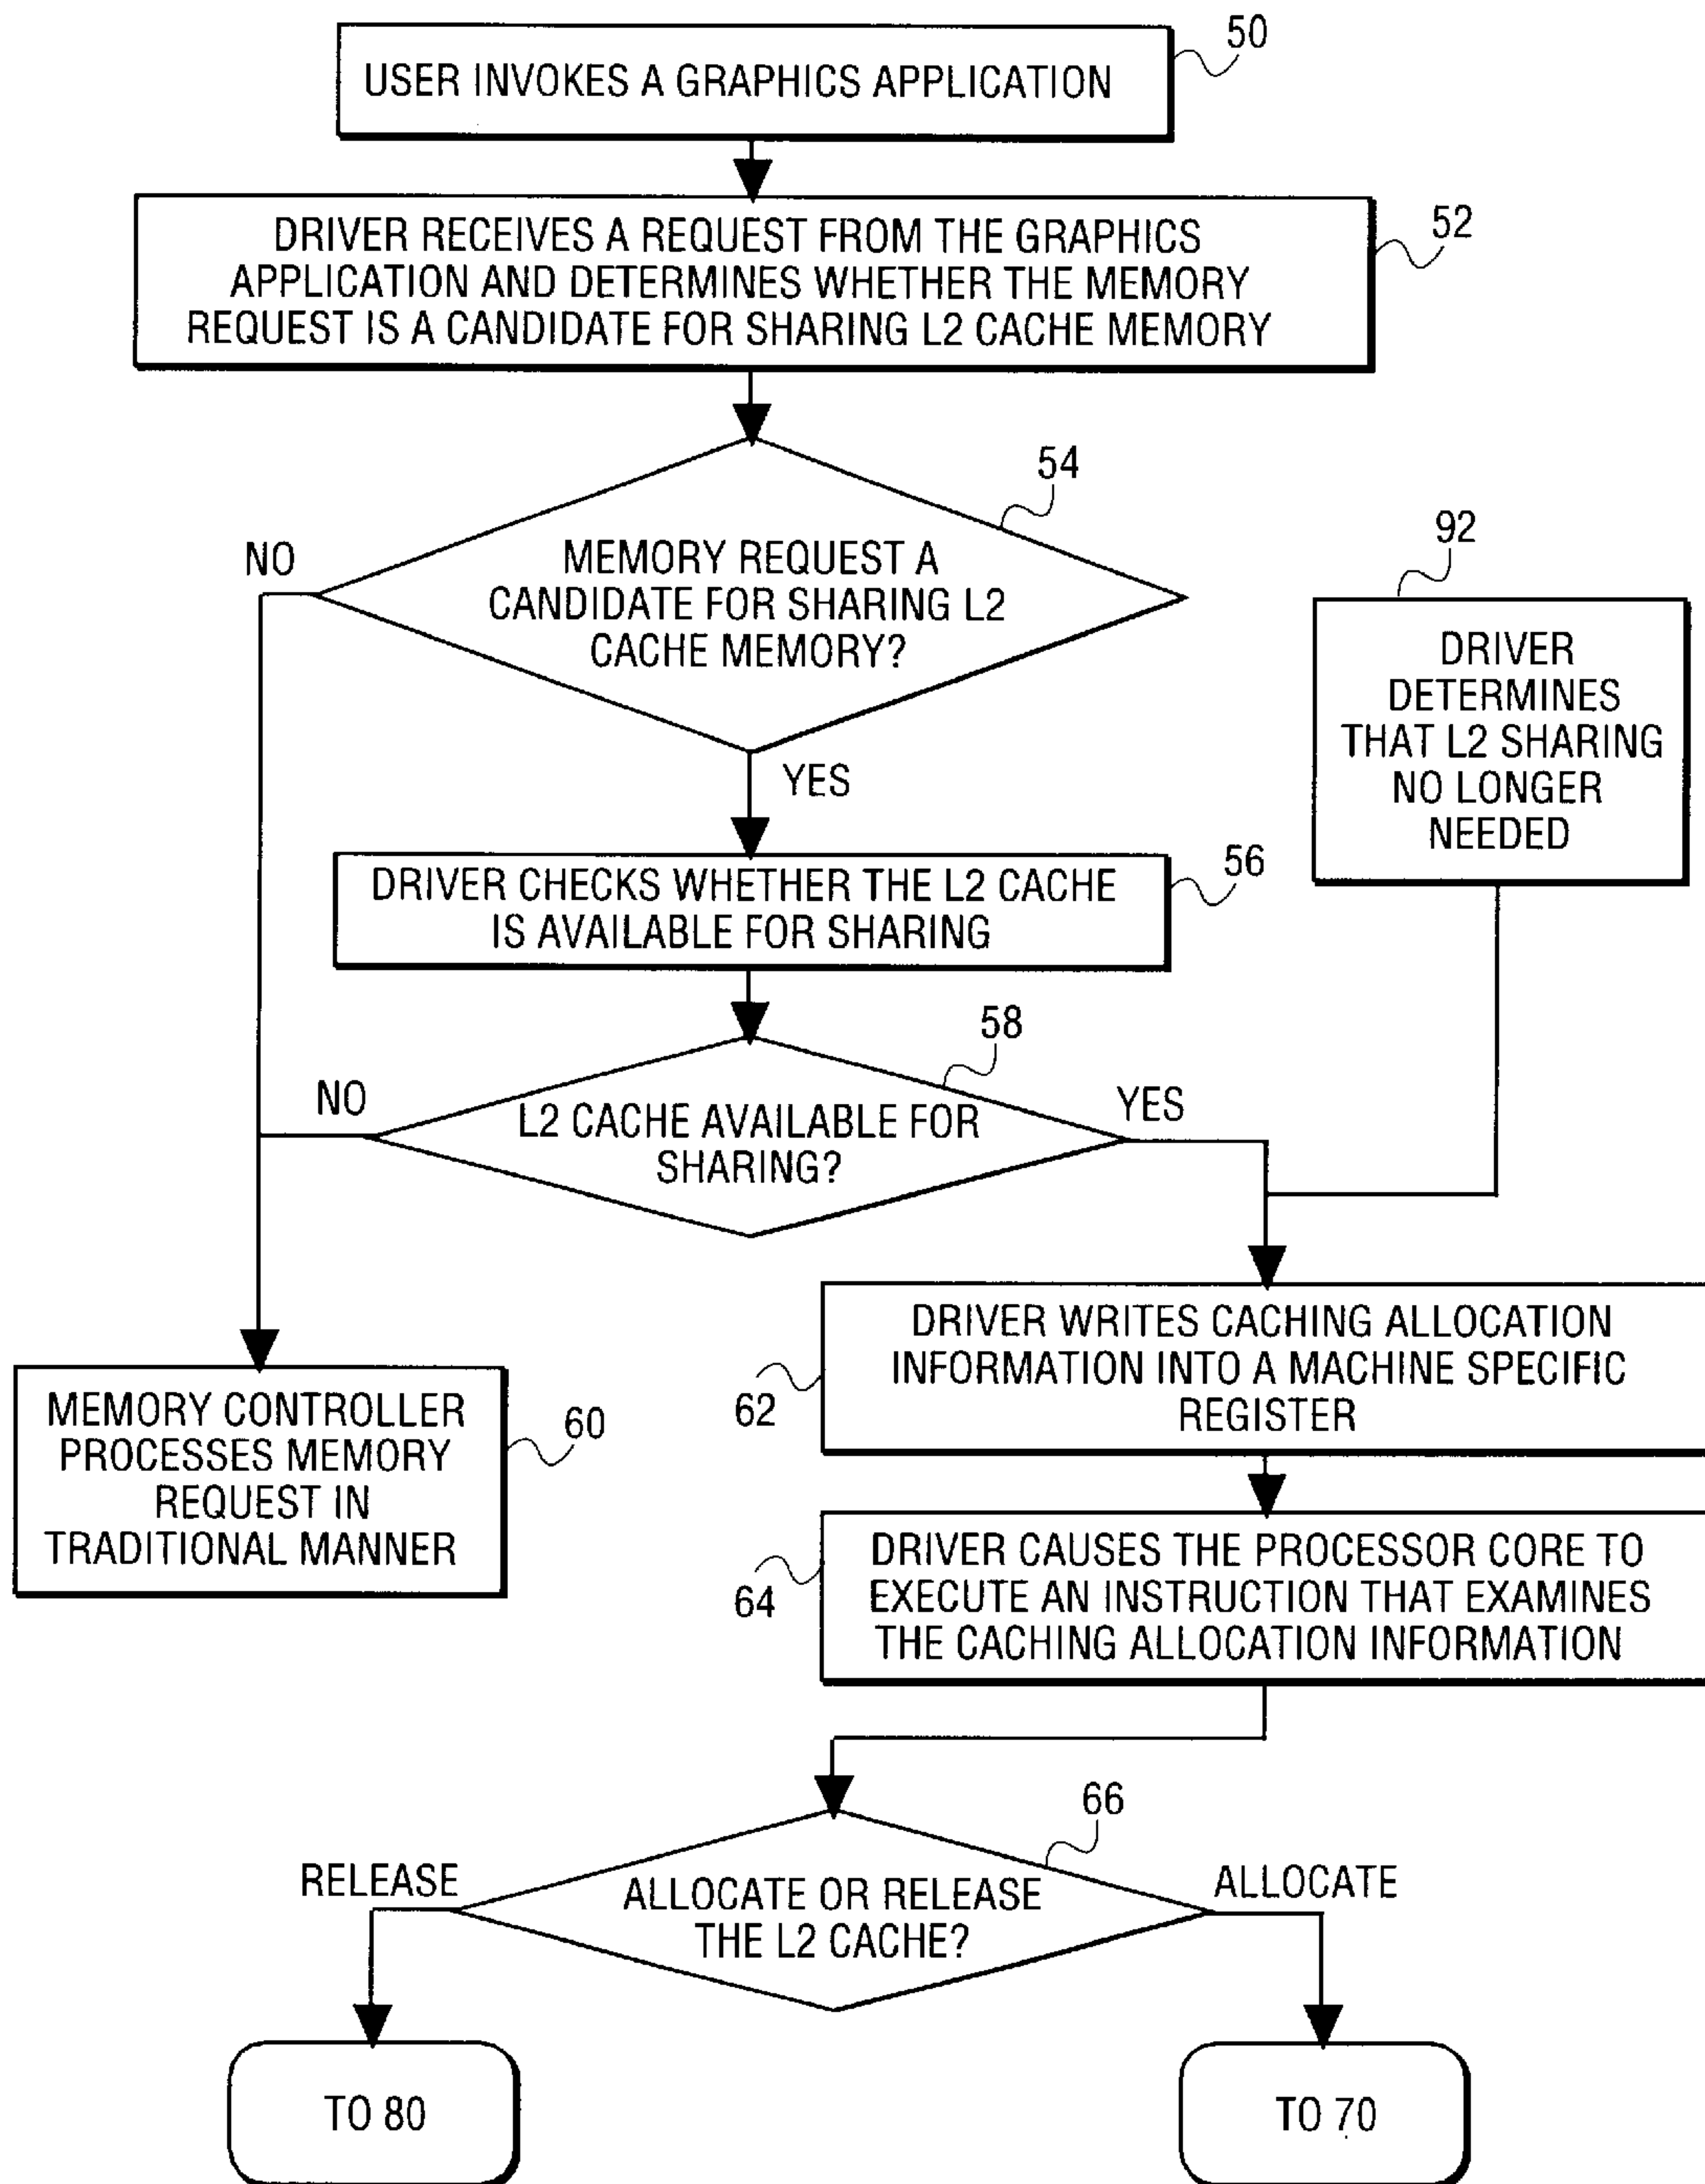 50
USER INVOKES A GRAPHICS APPLICATION
52
DRIVER RECEIVES A REQUEST FROM THE GRAPHICS
APPLICATION AND DETERMINES WHETHER THE MEMORY
REQUEST IS A CANDIDATE FOR SHARING L2 CACHE MEMORY
54
NO
MEMORY REQUEST A
CANDIDATE FOR SHARING L2
CACHE MEMORY?
YES
92
DRIVER
DETERMINES
THAT L2 SHARING
NO LONGER
NEEDED
56
DRIVER CHECKS WHETHER THE L2 CACHE
IS AVAILABLE FOR SHARING
58
NO
L2 CACHE AVAILABLE FOR
SHARING?
YES
60
MEMORY CONTROLLER
PROCESSES MEMORY
REQUEST IN
TRADITIONAL MANNER
62
DRIVER WRITES CACHING ALLOCATION
INFORMATION INTO A MACHINE SPECIFIC
REGISTER
64
DRIVER CAUSES THE PROCESSOR CORE TO
EXECUTE AN INSTRUCTION THAT EXAMINES
THE CACHING ALLOCATION INFORMATION
66
RELEASE
ALLOCATE OR RELEASE
THE L2 CACHE?
ALLOCATE
TO 80
TO 70